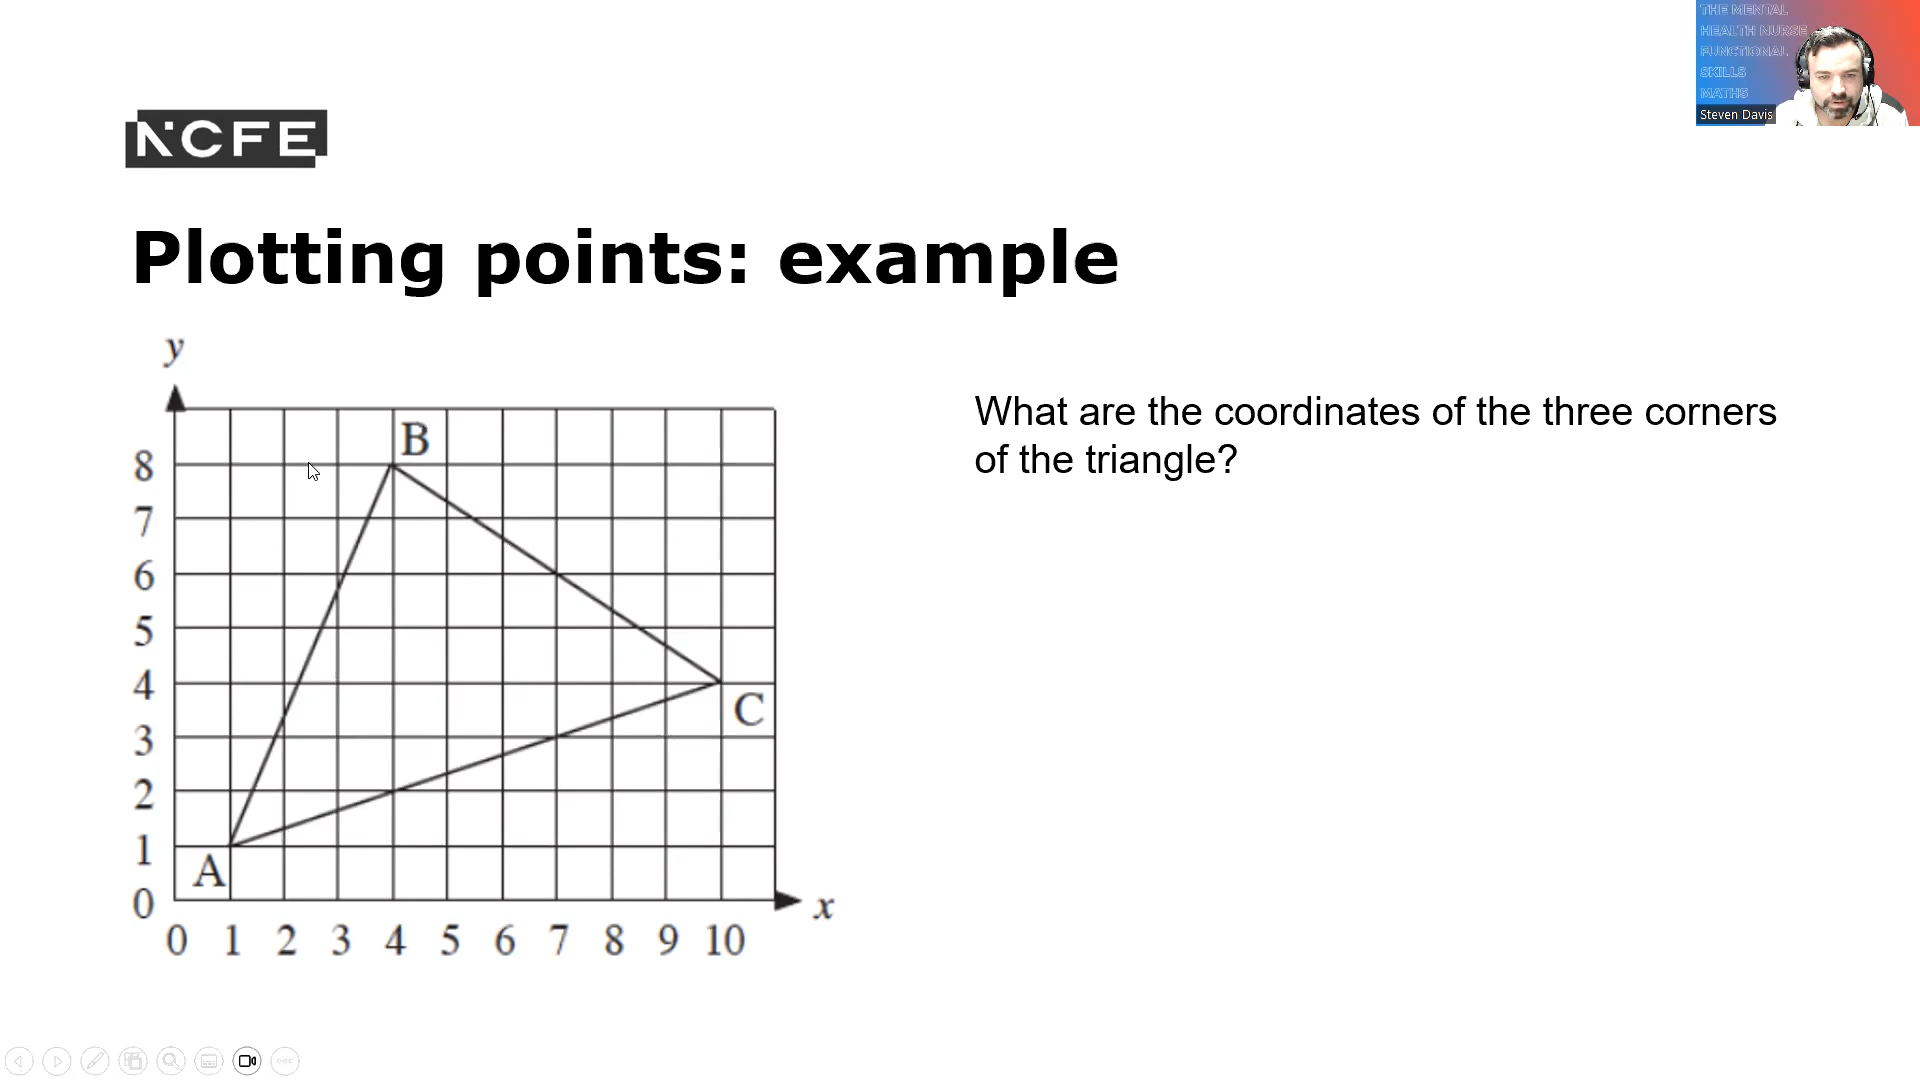 THE MENTAL
HEALTH NURSE
FUNCTIONAL
SKILLS
MATHS
Steven Davis
NCFE
Plotting points: example
What are the coordinates of the three corners
of the triangle?
y
B
8
7
6
5
4
C
3
2
1
A
0
x
0 1 2 3 4 5 6 7 8 9 10